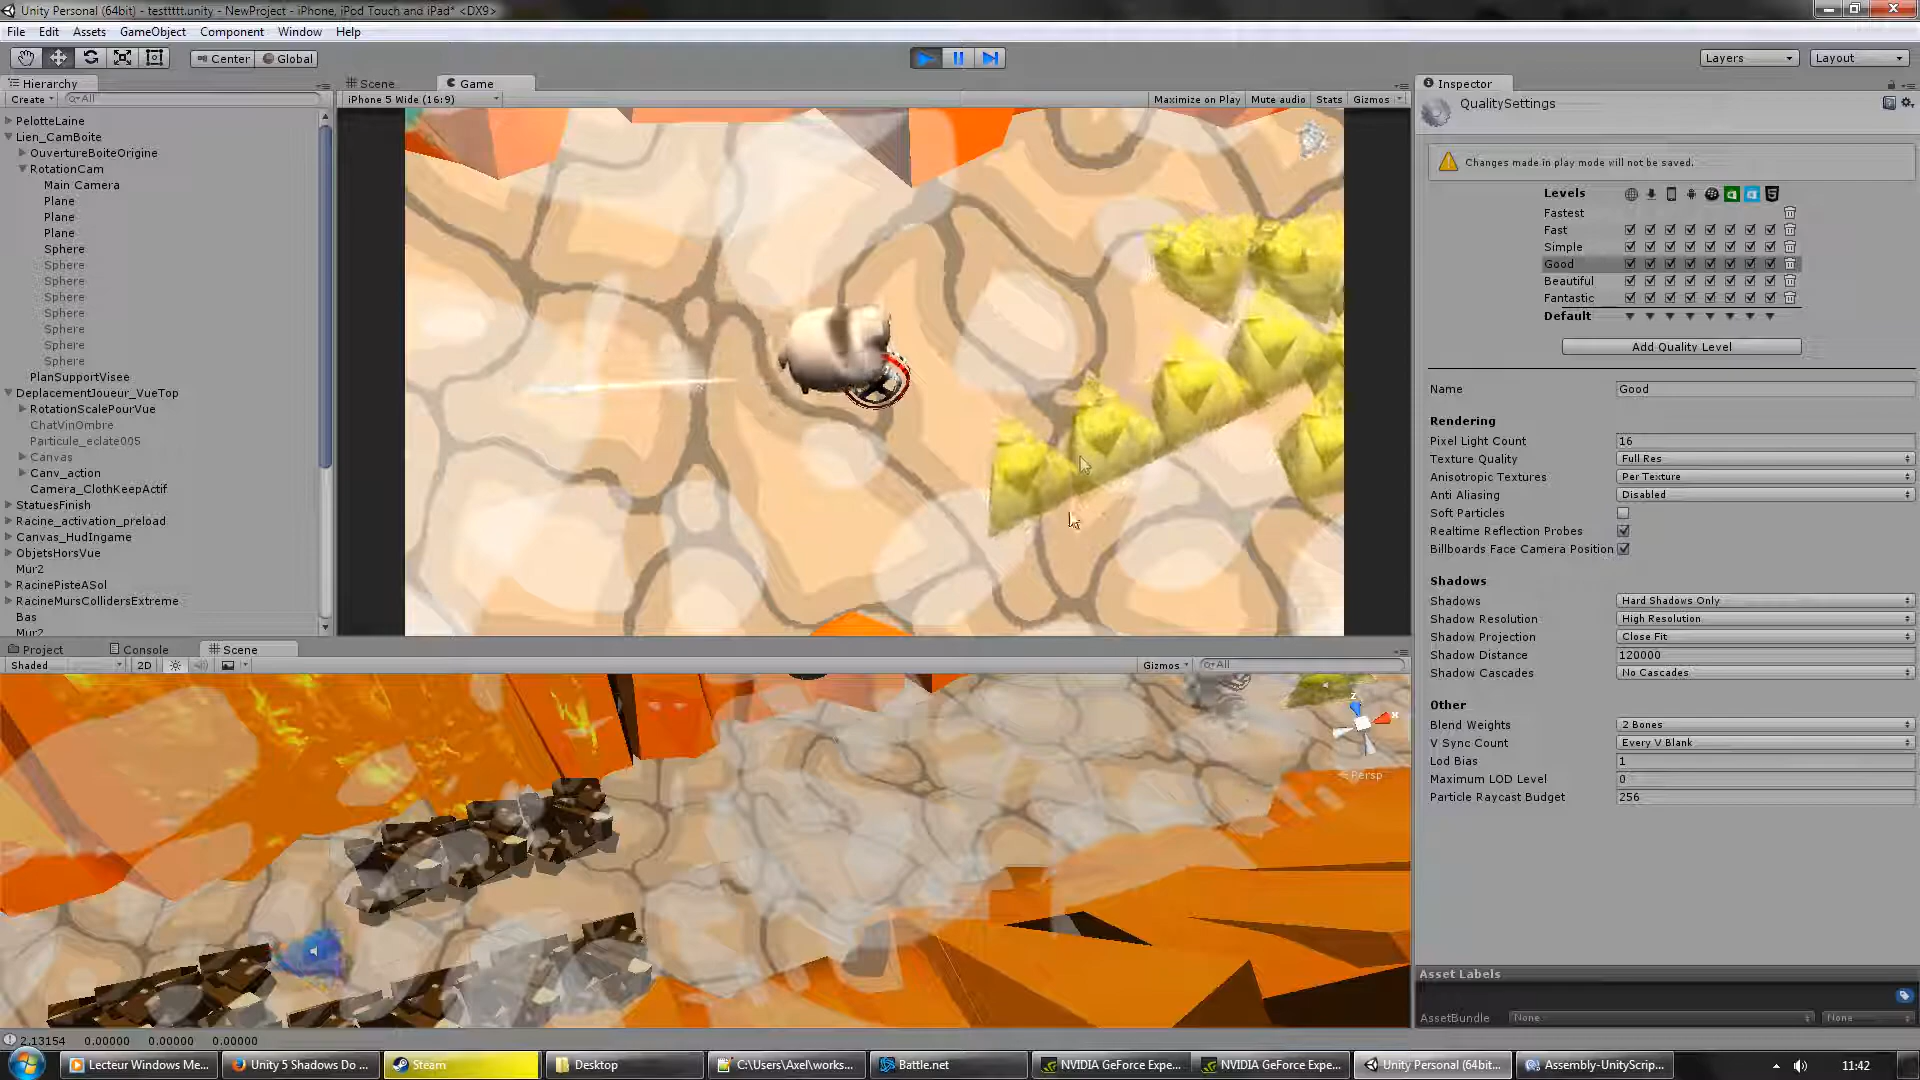 Unity Personal (64bit) - testtttt.unity - NewProject - iPhone, iPod Touch and iPad* <DX9>
File Edit Assets GameObject Component Window Help
Center Global
Layers Layout
Hierarchy
Create All
PelotteLaine
Lien_CamBoite
OuvertureBoiteOrigine
RotationCam
Main Camera
Plane
Plane
Plane
Sphere
Sphere
Sphere
Sphere
Sphere
Sphere
Sphere
Sphere
PlanSupportVisee
DeplacementJoueur_VueTop
RotationScalePourVue
ChatVinOmbre
Particule_eclate005
Canvas
Canv_action
Camera_ClothKeepActif
StatuesFinish
Racine_activation_preload
Canvas_HudIngame
ObjetsHorsVue
Mur2
RacinePisteASol
RacineMursCollidersExtreme
Bas
Mur2
Scene Game
iPhone 5 Wide (16:9)
Maximize on Play Mute audio Stats Gizmos
Project Console Scene
Shaded 2D
Gizmos All
z
x
Persp
Inspector
QualitySettings
Changes made in play mode will not be saved.
Levels
Fastest
Fast
Simple
Good
Beautiful
Fantastic
Default
Add Quality Level
Name Good
Rendering
Pixel Light Count 16
Texture Quality Full Res
Anisotropic Textures Per Texture
Anti Aliasing Disabled
Soft Particles
Realtime Reflection Probes
Billboards Face Camera Position
Shadows
Shadows Hard Shadows Only
Shadow Resolution High Resolution
Shadow Projection Close Fit
Shadow Distance 120000
Shadow Cascades No Cascades
Other
Blend Weights 2 Bones
V Sync Count Every V Blank
Lod Bias 1
Maximum LOD Level 0
Particle Raycast Budget 256
Asset Labels
AssetBundle None None
2.13154 0.00000 0.00000 0.00000
Lecteur Windows Me... Unity 5 Shadows Do ... Steam Desktop C:\Users\Axel\works... Battle.net NVIDIA GeForce Expe... NVIDIA GeForce Expe... Unity Personal (64bit... Assembly-UnityScrip... 11:42